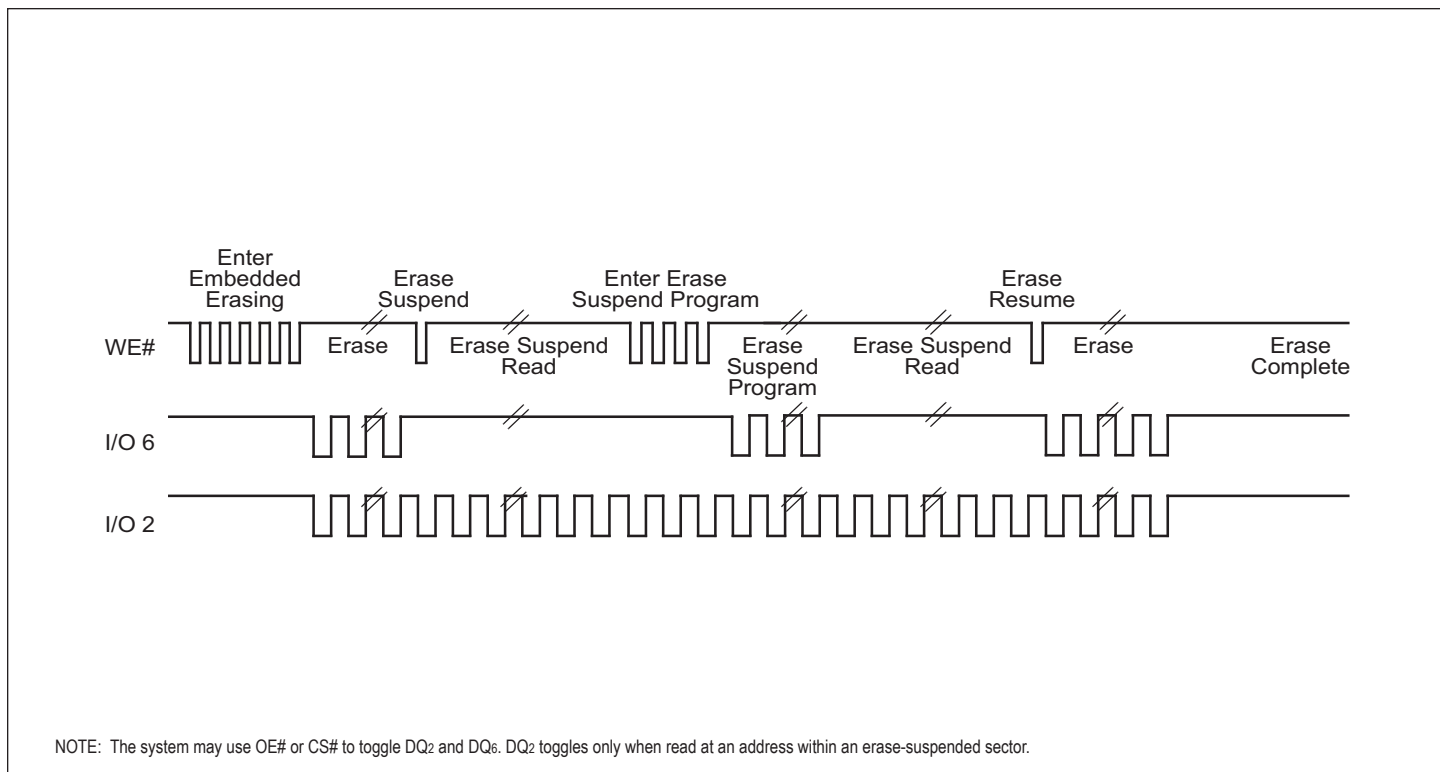 Enter
Embedded
Erasing
Erase
Suspend
Enter Erase
Suspend Program
Erase
Resume
WE#
Erase
Erase Suspend
Read
Erase
Suspend
Program
Erase Suspend
Read
Erase
Erase
Complete
I/O 6
I/O 2
NOTE: The system may use OE# or CS# to toggle DQ2 and DQ6. DQ2 toggles only when read at an address within an erase-suspended sector.